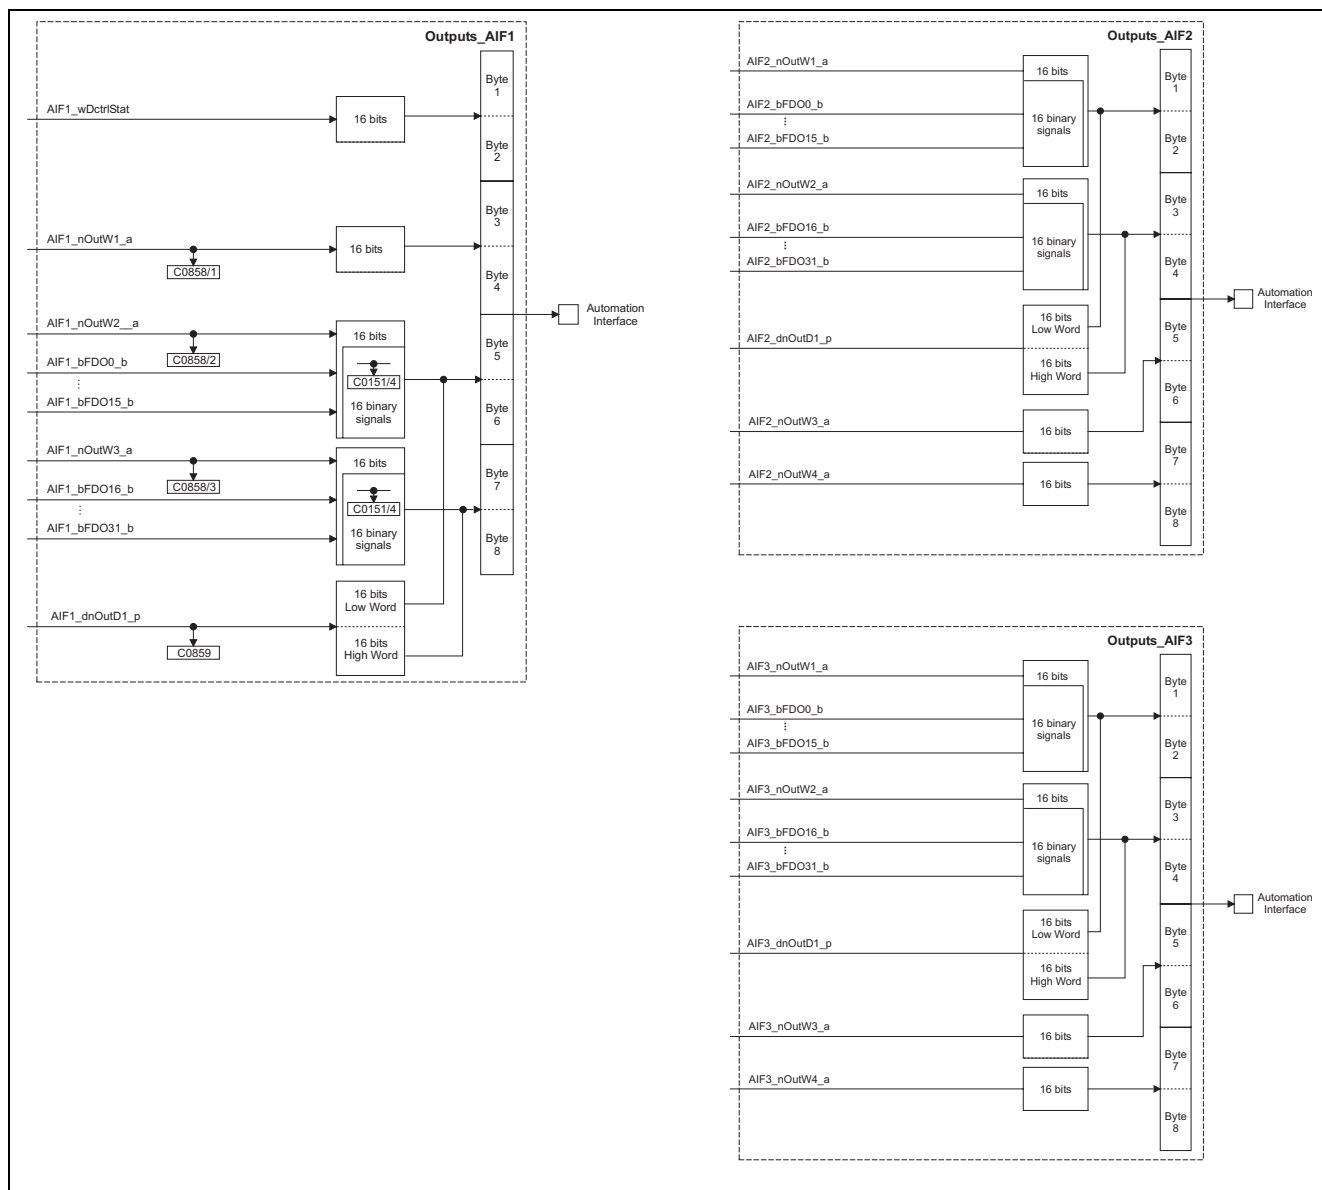 Outputs_AIF1
AIF1_wDctrlStat
16 bits
Byte
1
Byte
2
AIF1_nOutW1_a
C0858/1
16 bits
Byte
3
Byte
4
AIF1_nOutW2__a
C0858/2
AIF1_bFDO0_b
⋮
AIF1_bFDO15_b
16 bits
C0151/4
16 binary
signals
Byte
5
Byte
6
Automation
Interface
AIF1_nOutW3_a
C0858/3
AIF1_bFDO16_b
⋮
AIF1_bFDO31_b
16 bits
C0151/4
16 binary
signals
Byte
7
Byte
8
AIF1_dnOutD1_p
C0859
16 bits
Low Word
16 bits
High Word
Outputs_AIF2
AIF2_nOutW1_a
AIF2_bFDO0_b
⋮
AIF2_bFDO15_b
16 bits
16 binary
signals
Byte
1
Byte
2
AIF2_nOutW2_a
AIF2_bFDO16_b
⋮
AIF2_bFDO31_b
16 bits
16 binary
signals
Byte
3
Byte
4
Automation
Interface
AIF2_dnOutD1_p
16 bits
Low Word
16 bits
High Word
Byte
5
Byte
6
AIF2_nOutW3_a
16 bits
AIF2_nOutW4_a
16 bits
Byte
7
Byte
8
Outputs_AIF3
AIF3_nOutW1_a
AIF3_bFDO0_b
⋮
AIF3_bFDO15_b
16 bits
16 binary
signals
Byte
1
Byte
2
AIF3_nOutW2_a
AIF3_bFDO16_b
⋮
AIF3_bFDO31_b
16 bits
16 binary
signals
Byte
3
Byte
4
Automation
Interface
AIF3_dnOutD1_p
16 bits
Low Word
16 bits
High Word
Byte
5
Byte
6
AIF3_nOutW3_a
16 bits
AIF3_nOutW4_a
16 bits
Byte
7
Byte
8